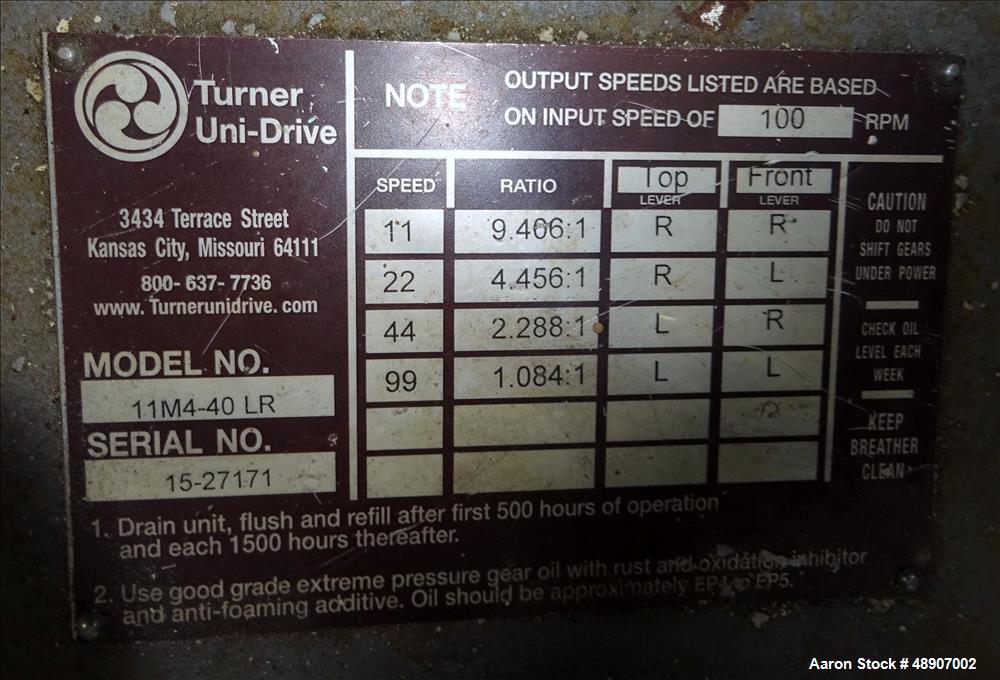 Turner
Uni-Drive
3434 Terrace Street
Kansas City, Missouri 64111
800- 637- 7736
www. Turnerunidrive. com
MODEL NO.
11M4-40 LR
SERIAL NO.
15-27171
NOTE
OUTPUT SPEEDS LISTED ARE BASED
ON INPUT SPEED OF 100 RPM
SPEED RATIO Top LEVER Front LEVER
11 9.466:1 R R
22 4.456:1 R L
44 2.288:1 L R
99 1.084:1 L L
CAUTION
DO NOT
SHIFT GEARS
UNDER POWER
CHECK OIL
LEVEL EACH
WEEK
KEEP
BREATHER
CLEAN
1. Drain unit, flush and refill after first 500 hours of operation
and each 1500 hours thereafter.
2. Use good grade extreme pressure gear oil with rust and oxidation inhibitor
and anti-foaming additive. Oil should be approximately EP4 to EP5.
Aaron Stock # 48907002